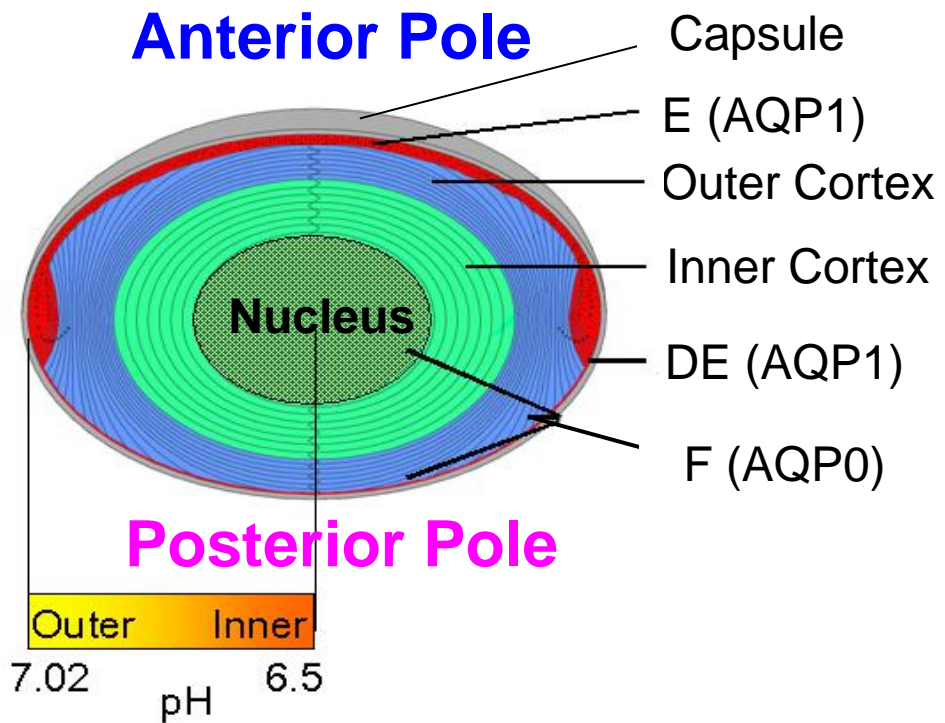 Anterior Pole
Capsule
E (AQP1)
Outer Cortex
Inner Cortex
Nucleus
DE (AQP1)
F (AQP0)
Posterior Pole
Outer Inner
7.02 6.5
pH